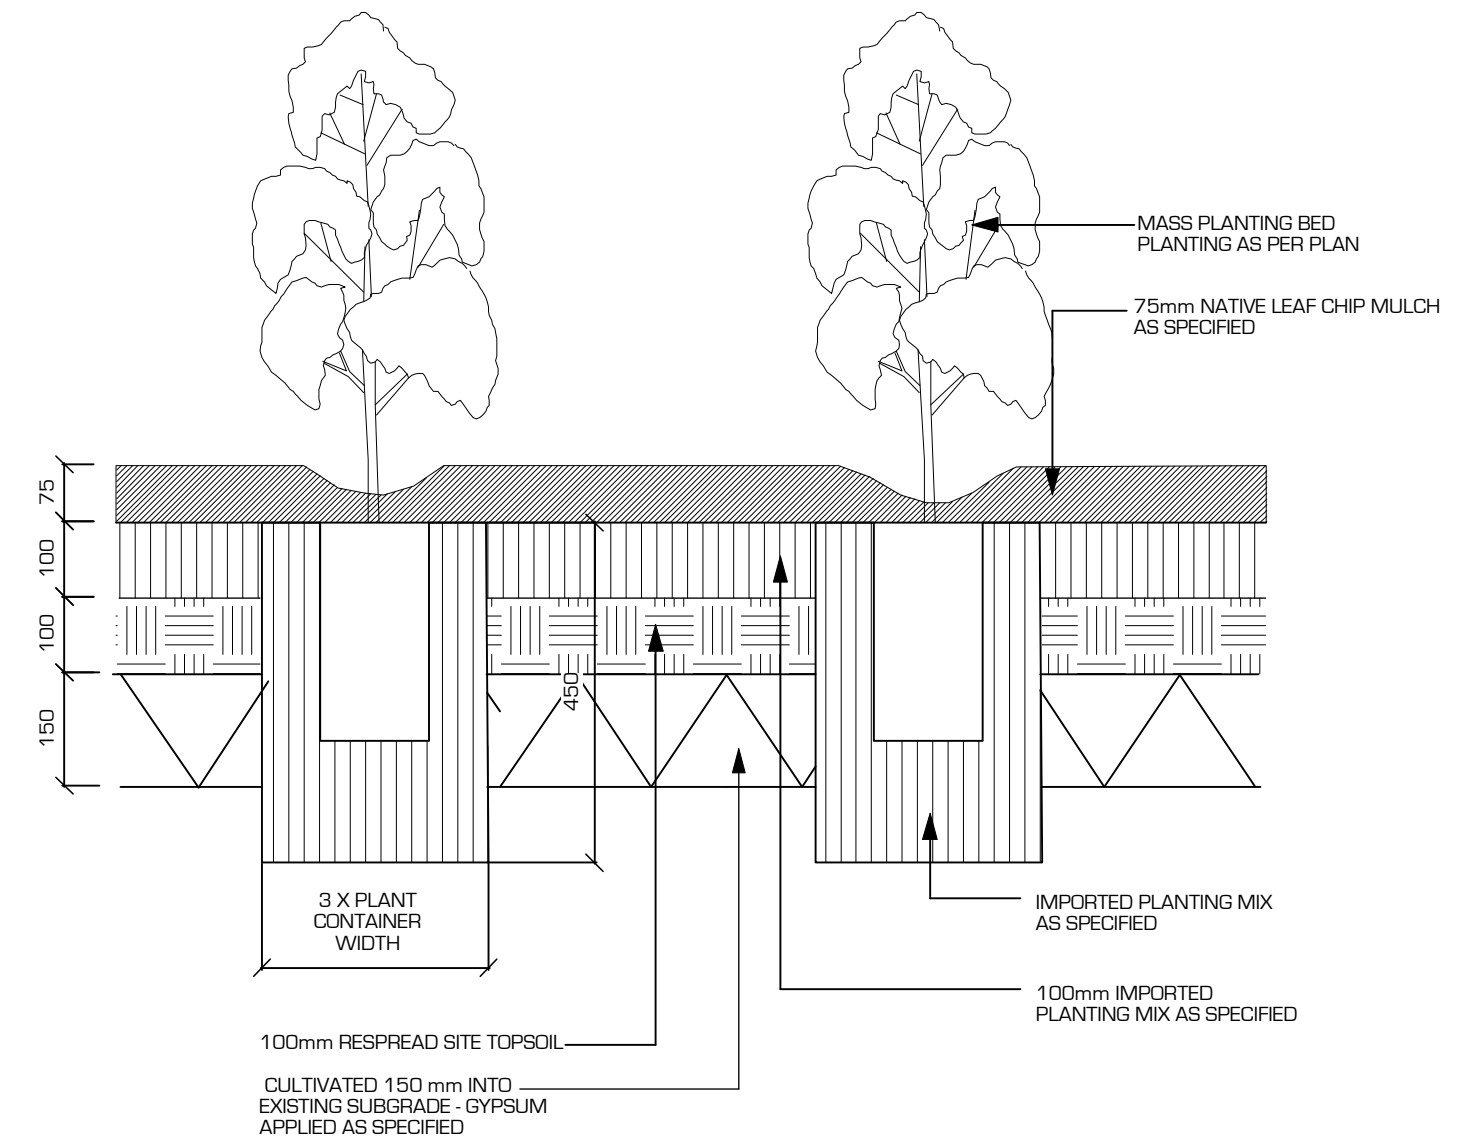 MASS PLANTING BED
PLANTING AS PER PLAN
75mm NATIVE LEAF CHIP MULCH
AS SPECIFIED
75
100
100
150
450
3 X PLANT
CONTAINER
WIDTH
IMPORTED PLANTING MIX
AS SPECIFIED
100mm IMPORTED
PLANTING MIX AS SPECIFIED
100mm RESPREAD SITE TOPSOIL
CULTIVATED 150 mm INTO
EXISTING SUBGRADE - GYPSUM
APPLIED AS SPECIFIED